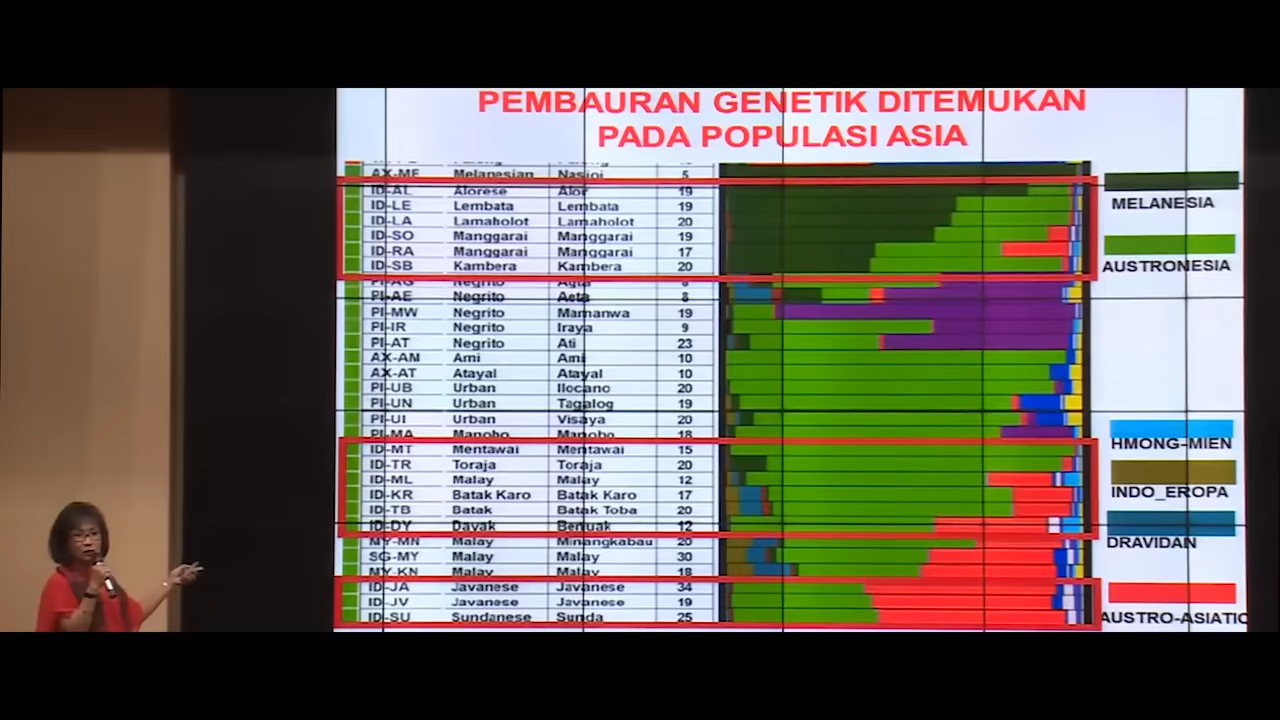 PEMBAURAN GENETIK DITEMUKAN
PADA POPULASI ASIA
AX-ME Melanesian Nasioi 5
ID-AL Alorese Alor 19
ID-LE Lembata Lembata 19
ID-LA Lamaholot Lamaholot 20
ID-SO Manggarai Manggarai 19
ID-RA Manggarai Manggarai 17
ID-SB Kambera Kambera 20
PI-AG Negrito Agta 8
PI-AE Negrito Aeta 8
PI-MW Negrito Mamanwa 19
PI-IR Negrito Iraya 9
PI-AT Negrito Ati 23
AX-AM Ami Ami 10
AX-AT Atayal Atayal 10
PI-UB Urban Ilocano 20
PI-UN Urban Tagalog 19
PI-UI Urban Visaya 20
PI-MA Manobo Manobo 18
ID-MT Mentawai Mentawai 15
ID-TR Toraja Toraja 20
ID-ML Malay Malay 12
ID-KR Batak Karo Batak Karo 17
ID-TB Batak Batak Toba 20
ID-DY Dayak Benuak 12
MY-MN Malay Minangkabau 20
SG-MY Malay Malay 30
MY-KN Malay Malay 18
ID-JA Javanese Javanese 34
ID-JV Javanese Javanese 19
ID-SU Sundanese Sunda 25
MELANESIA
AUSTRONESIA
HMONG-MIEN
INDO_EROPA
DRAVIDAN
AUSTRO-ASIATIC